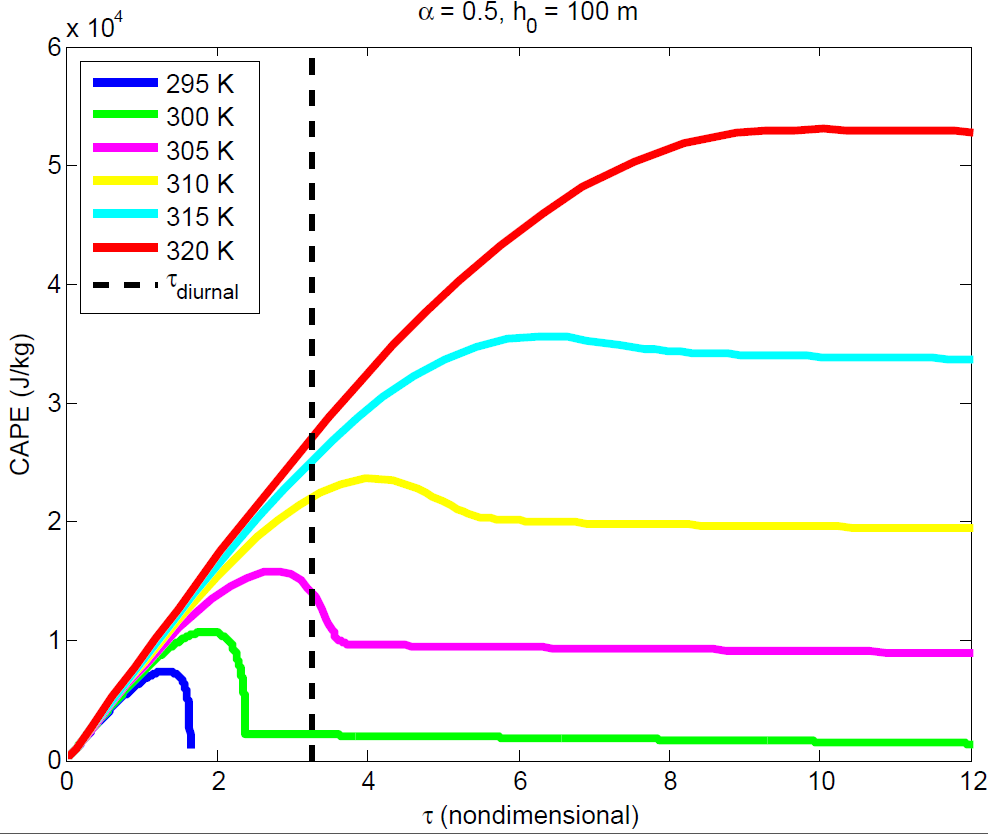 α = 0.5, h0 = 100 m
x 10^4
6
5
4
3
2
1
0
295 K
300 K
305 K
310 K
315 K
320 K
τdiurnal
CAPE (J/kg)
0 2 4 6 8 10 12
τ (nondimensional)